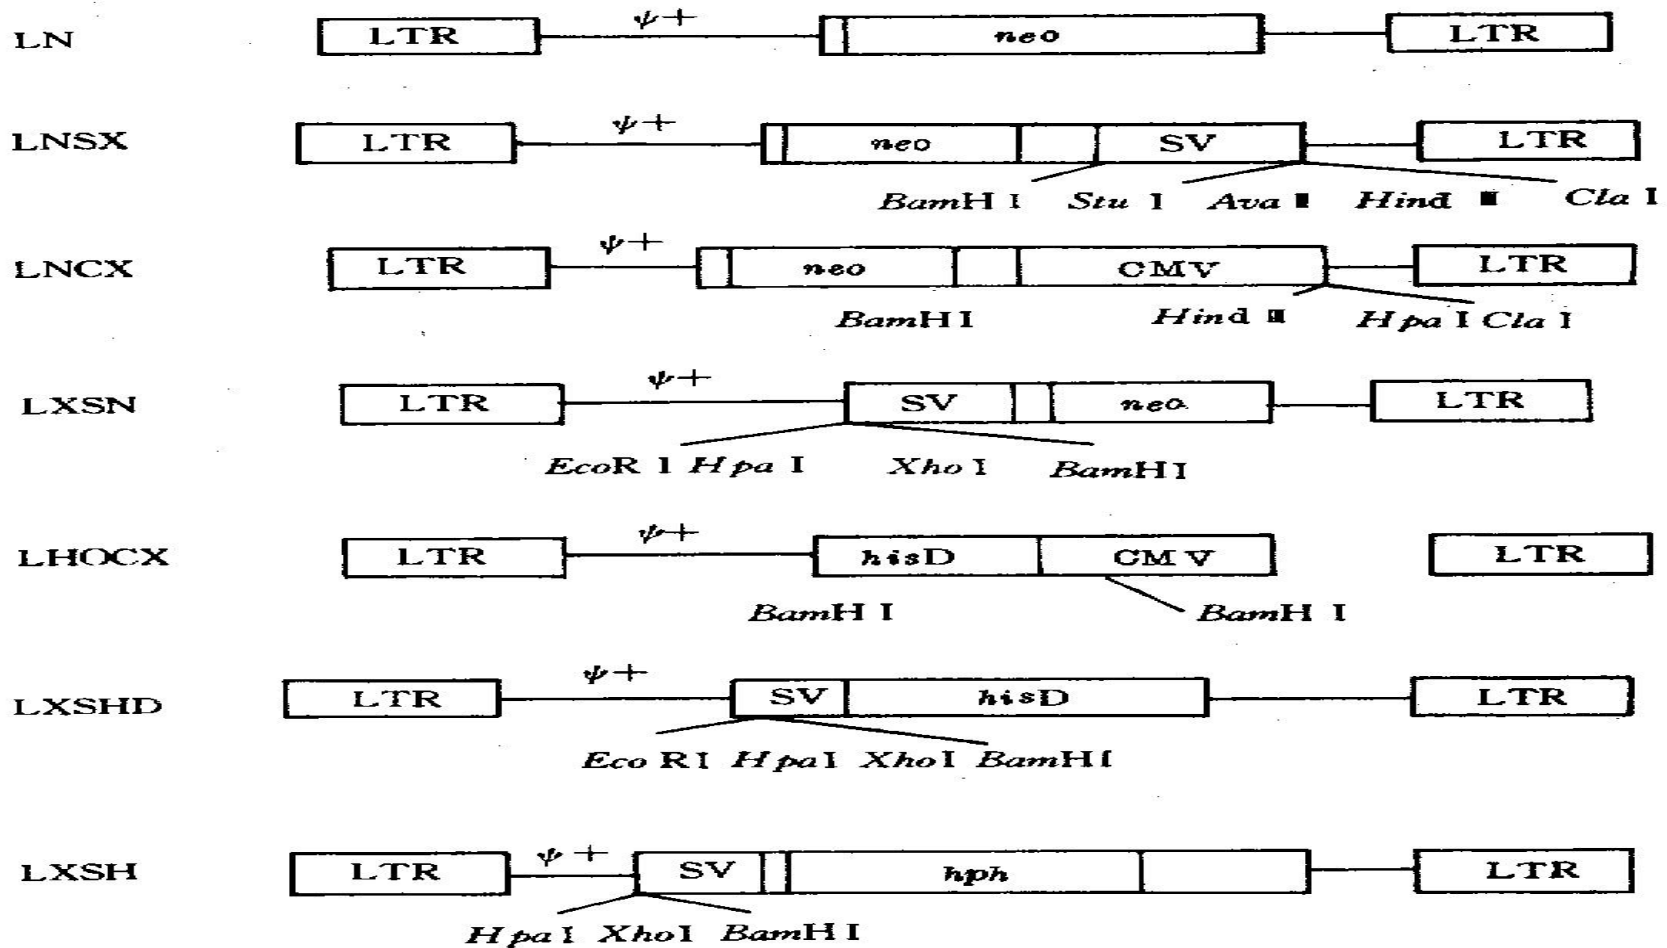 LN LTR ψ+ neo LTR
LNSX LTR ψ+ neo SV LTR
BamH I Stu I Ava II Hind III Cla I
LNCX LTR ψ+ neo CMV LTR
BamH I Hind III Hpa I Cla I
LXSN LTR ψ+ SV neo LTR
EcoR I Hpa I Xho I BamH I
LHOCX LTR ψ+ hisD CMV LTR
BamH I BamH I
LXSHD LTR ψ+ SV hisD LTR
Eco R I Hpa I Xho I BamH I
LXSH LTR ψ+ SV hph LTR
Hpa I Xho I BamH I